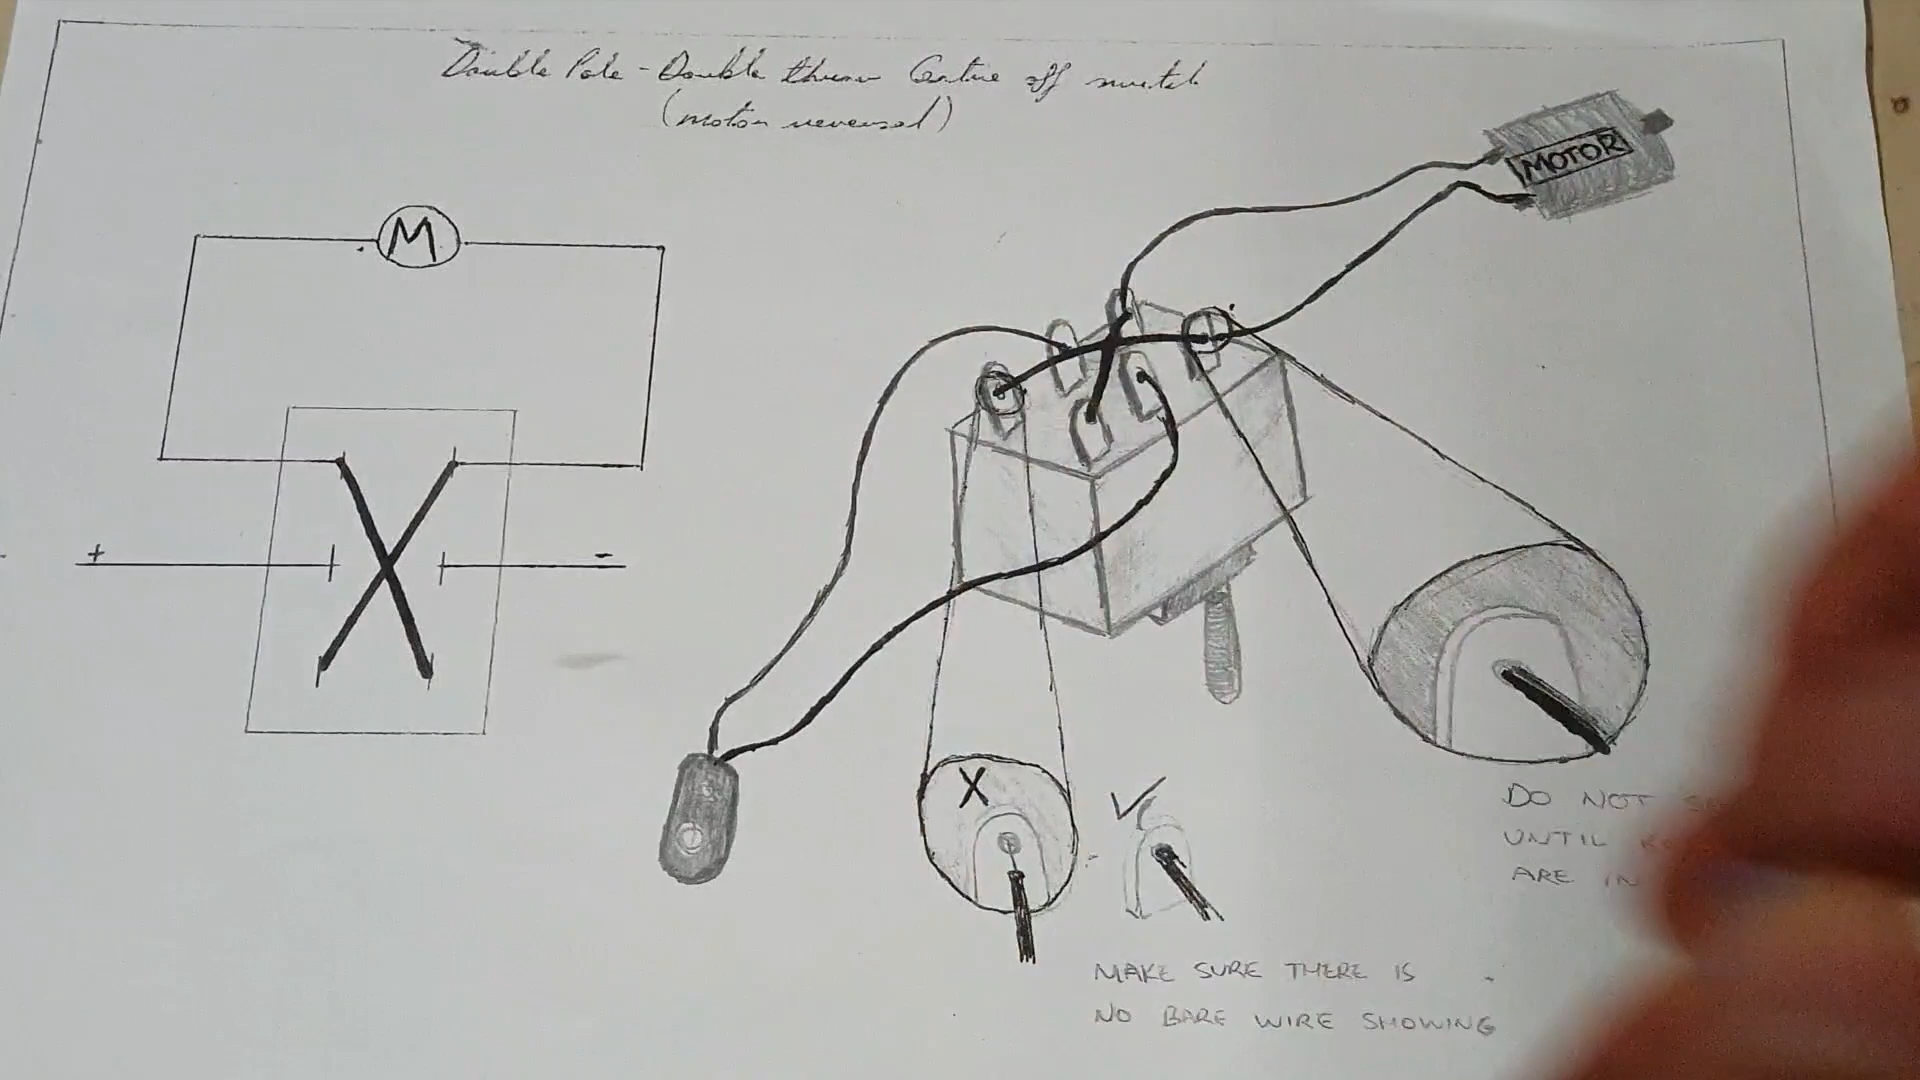 Double Pole - Double throw Centre off switch
(motor reversal)
M
+
-
MOTOR
X
DO NOT
UNTIL
ARE IN
MAKE SURE THERE IS
NO BARE WIRE SHOWING